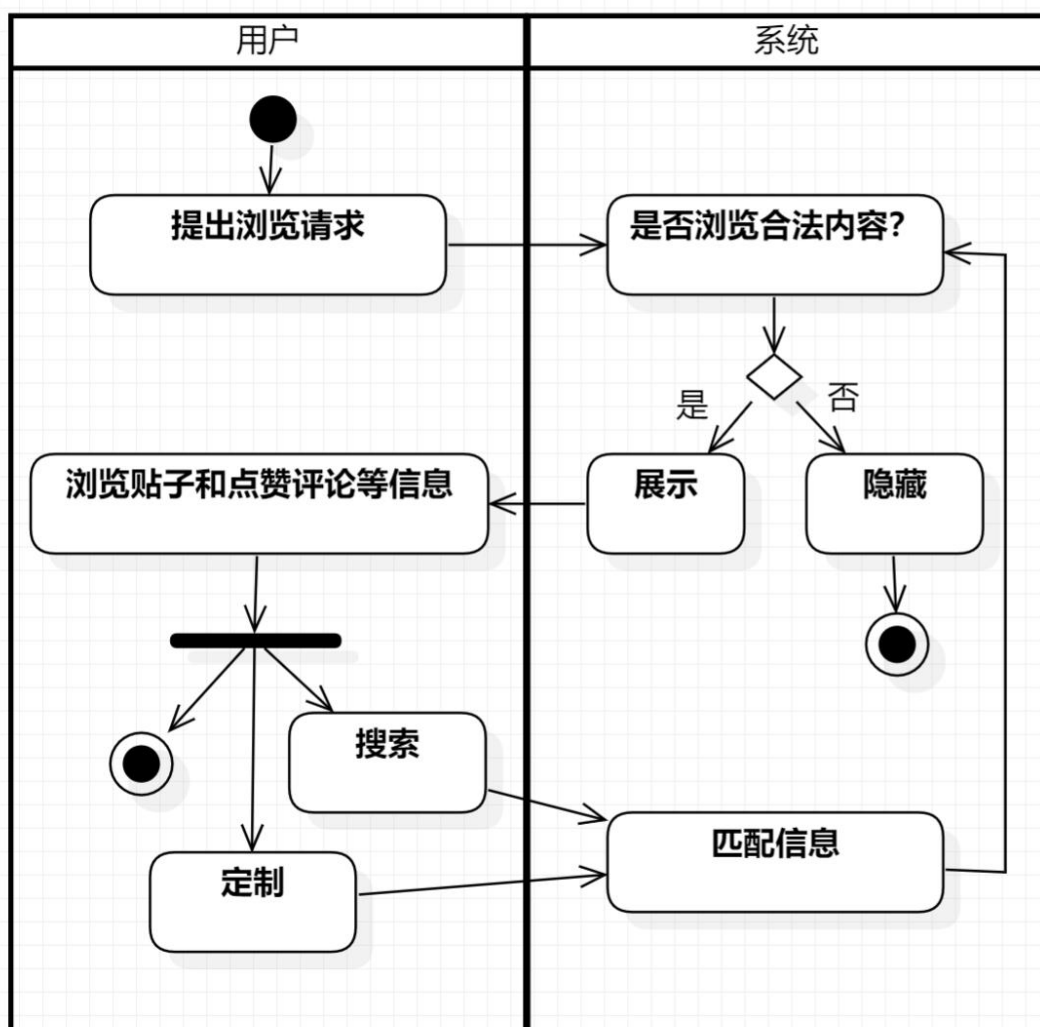 用户
系统
提出浏览请求
是否浏览合法内容？
是
否
浏览贴子和点赞评论等信息
展示
隐藏
搜索
匹配信息
定制